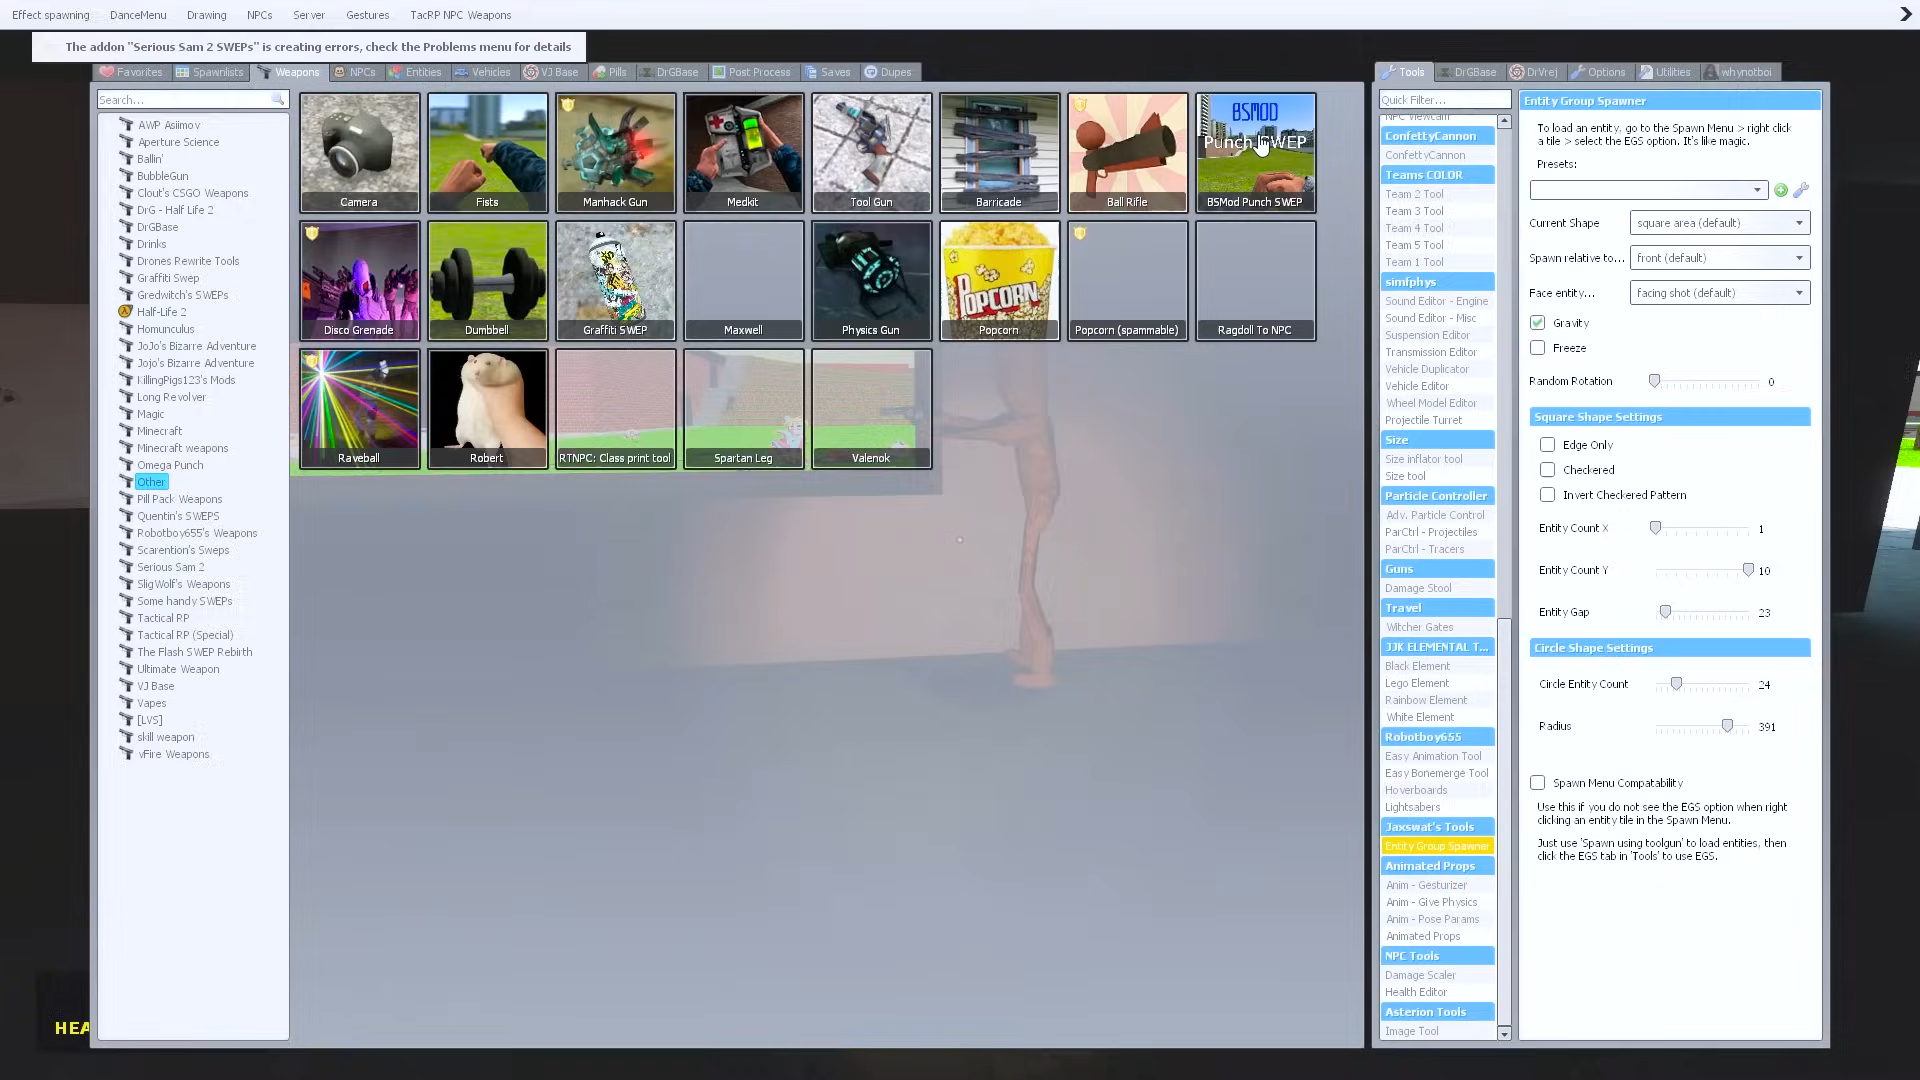 Effect spawning DanceMenu Drawing NPCs Server Gestures TacRP NPC Weapons
The addon "Serious Sam 2 SWEPs" is creating errors, check the Problems menu for details
Favorites Spawnlists Weapons NPCs Entities Vehicles VJ Base Pills DrGBase Post Process Saves Dupes
Search...
AWP Asiimov
Aperture Science
Ballin'
BubbleGun
Clout's CSGO Weapons
DrG - Half Life 2
DrGBase
Drinks
Drones Rewrite Tools
Graffiti Swep
Gredwitch's SWEPs
Half-Life 2
Homunculus
JoJo's Bizarre Adventure
Jojo's Bizarre Adventure
KillingPigs123's Mods
Long Revolver
Magic
Minecraft
Minecraft weapons
Omega Punch
Other
Pill Pack Weapons
Quentin's SWEPS
Robotboy655's Weapons
Scarention's Sweps
Serious Sam 2
SligWolf's Weapons
Some handy SWEPs
Tactical RP
Tactical RP (Special)
The Flash SWEP Rebirth
Ultimate Weapon
VJ Base
Vapes
[LVS]
skill weapon
vFire Weapons
BSMOD
Punch SWEP
Camera Fists Manhack Gun Medkit Tool Gun Barricade Ball Rifle BSMod Punch SWEP
POPCORN
Disco Grenade Dumbbell Graffiti SWEP Maxwell Physics Gun Popcorn Popcorn (spammable) Ragdoll To NPC
Raveball Robert RTNPC: Class print tool Spartan Leg Valenok
HEA
Tools DrGBase DrVrej Options Utilities whynotboi
Quick Filter...
NPC Viewcam
ConfettyCannon
ConfettyCannon
Teams COLOR
Team 2 Tool
Team 3 Tool
Team 4 Tool
Team 5 Tool
Team 1 Tool
simfphys
Sound Editor - Engine
Sound Editor - Misc
Suspension Editor
Transmission Editor
Vehicle Duplicator
Vehicle Editor
Wheel Model Editor
Projectile Turret
Size
Size inflator tool
Size tool
Particle Controller
Adv. Particle Control
ParCtrl - Projectiles
ParCtrl - Tracers
Guns
Damage Stool
Travel
Witcher Gates
JJK ELEMENTAL T...
Black Element
Lego Element
Rainbow Element
White Element
Robotboy655
Easy Animation Tool
Easy Bonemerge Tool
Hoverboards
Lightsabers
Jaxswat's Tools
Entity Group Spawner
Animated Props
Anim - Gesturizer
Anim - Give Physics
Anim - Pose Params
Animated Props
NPC Tools
Damage Scaler
Health Editor
Asterion Tools
Image Tool
Entity Group Spawner
To load an entity, go to the Spawn Menu > right click
a tile > select the EGS option. It's like magic.
Presets:
Current Shape square area (default)
Spawn relative to... front (default)
Face entity... facing shot (default)
Gravity
Freeze
Random Rotation 0
Square Shape Settings
Edge Only
Checkered
Invert Checkered Pattern
Entity Count X 1
Entity Count Y 10
Entity Gap 23
Circle Shape Settings
Circle Entity Count 24
Radius 391
Spawn Menu Compatability
Use this if you do not see the EGS option when right
clicking an entity tile in the Spawn Menu.
Just use 'Spawn using toolgun' to load entities, then
click the EGS tab in 'Tools' to use EGS.